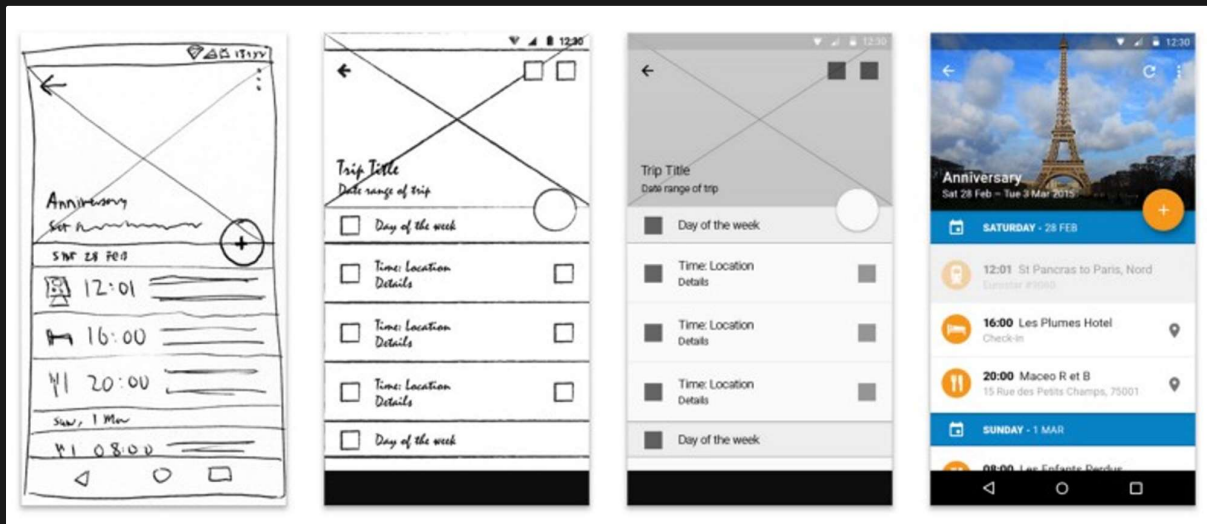 Anniversary
Sat
SAT 28 FEB
12:01
16:00
20:00
Sun, 1 Mar
08:00
12:30
Trip Title
Date range of trip
Day of the week
Time: Location
Details
Time: Location
Details
Time: Location
Details
Day of the week
12:30
Trip Title
Date range of trip
Day of the week
Time: Location
Details
Time: Location
Details
Time: Location
Details
Day of the week
12:30
Anniversary
Sat 28 Feb – Tue 3 Mar 2015
SATURDAY - 28 FEB
12:01 St Pancras to Paris, Nord
Eurostar #9060
16:00 Les Plumes Hotel
Check-in
20:00 Maceo R et B
15 Rue des Petits Champs, 75001
SUNDAY - 1 MAR
08:00 Les Enfants Perdus